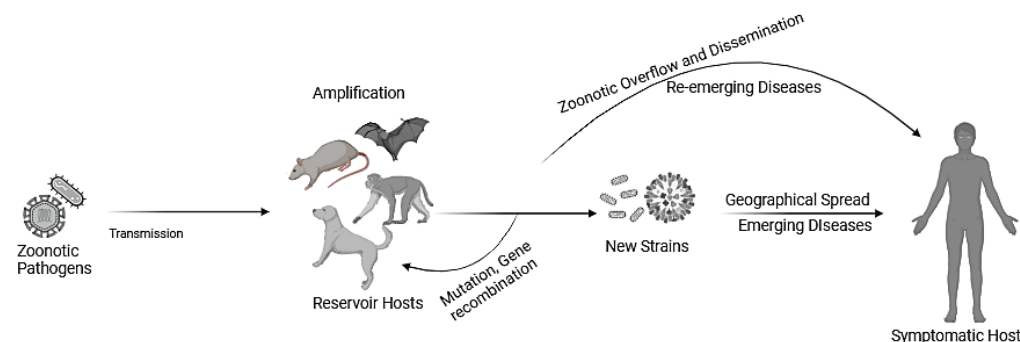 Zoonotic
Pathogens
Transmission
Amplification
Reservoir Hosts
Mutation, Gene
recombination
Zoonotic Overflow and Dissemination
Re-emerging Diseases
New Strains
Geographical Spread
Emerging DIseases
Symptomatic Host